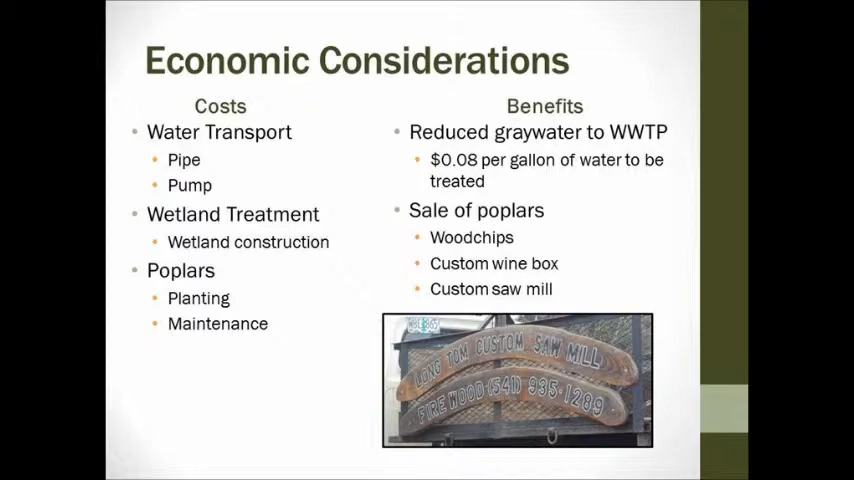 Economic Considerations
Costs
Water Transport
Pipe
Pump
Wetland Treatment
Wetland construction
Poplars
Planting
Maintenance
Benefits
Reduced graywater to WWTP
$0.08 per gallon of water to be
treated
Sale of poplars
Woodchips
Custom wine box
Custom saw mill
LONG TOM CUSTOM SAW MILL
FIRE WOOD (541) 935-1289